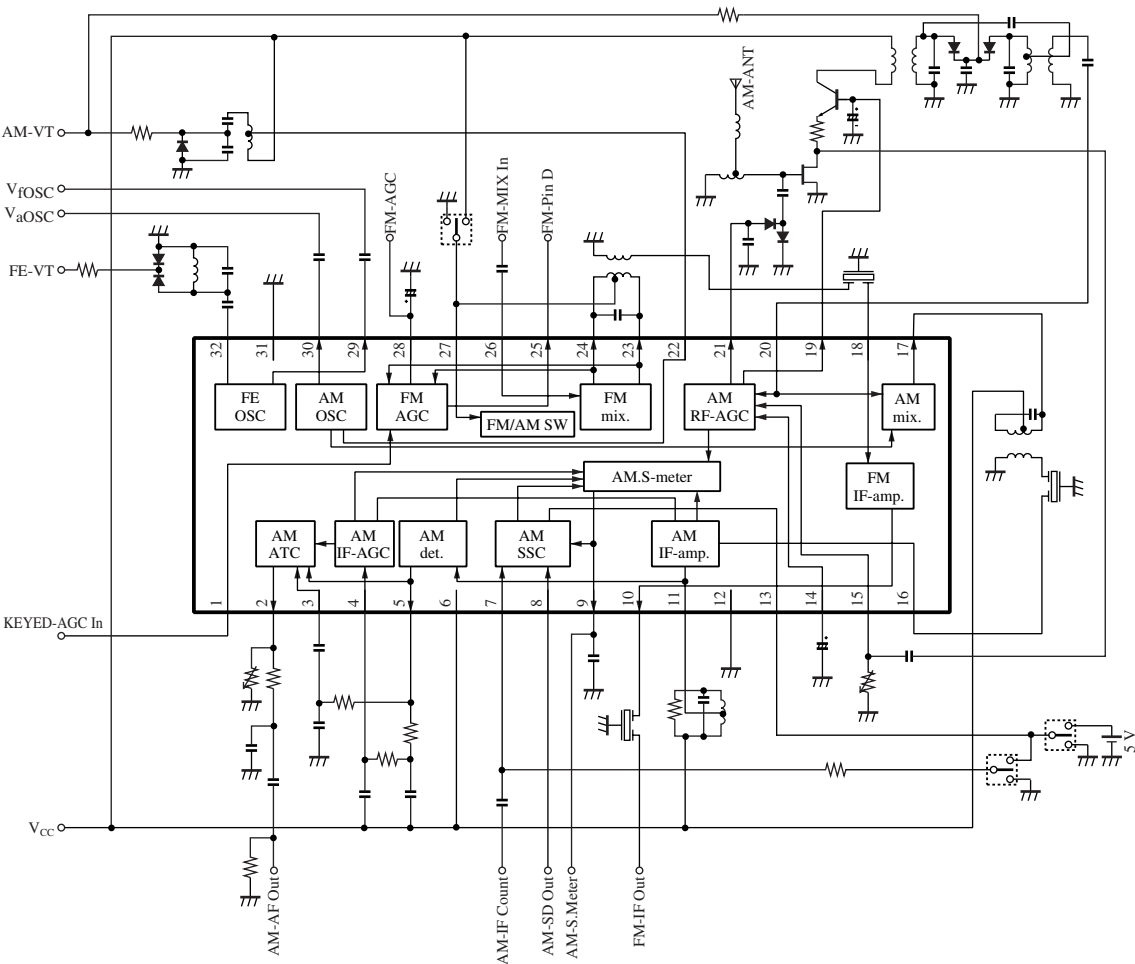 AM-ANT
AM-VT
VfOSC
VaOSC
FE-VT
FM-AGC
FM-MIX In
FM-Pin D
32 31 30 29 28 27 26 25 24 23 22 21 20 19 18 17
FE
OSC
AM
OSC
FM
AGC
FM/AM SW
FM
mix.
AM
RF-AGC
AM
mix.
AM.S-meter
FM
IF-amp.
AM
ATC
AM
IF-AGC
AM
det.
AM
SSC
AM
IF-amp.
1 2 3 4 5 6 7 8 9 10 11 12 13 14 15 16
KEYED-AGC In
5 V
VCC
AM-AF Out
AM-IF Count
AM-SD Out
AM-S.Meter
FM-IF Out